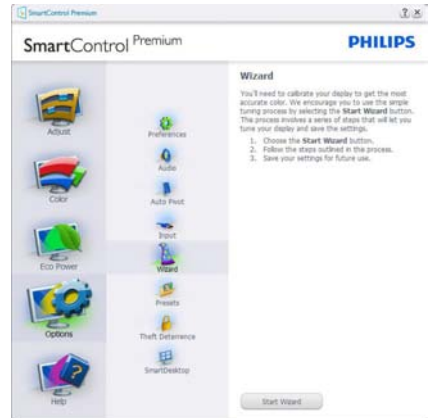 SmartControl Premium
SmartControl Premium
PHILIPS
Adjust
Color
Eco Power
Options
Help
Preferences
Audio
Auto Pivot
Input
Wizard
Presets
Theft Deterrence
SmartDesktop
Wizard
You'll need to calibrate your display to get the most
accurate color. We encourage you to use the simple
tuning process by selecting the Start Wizard button.
The process involves a series of steps that will let you
tune your display and save the settings.
1. Choose the Start Wizard button.
2. Follow the steps outlined in the process.
3. Save your settings for future use.
Start Wizard